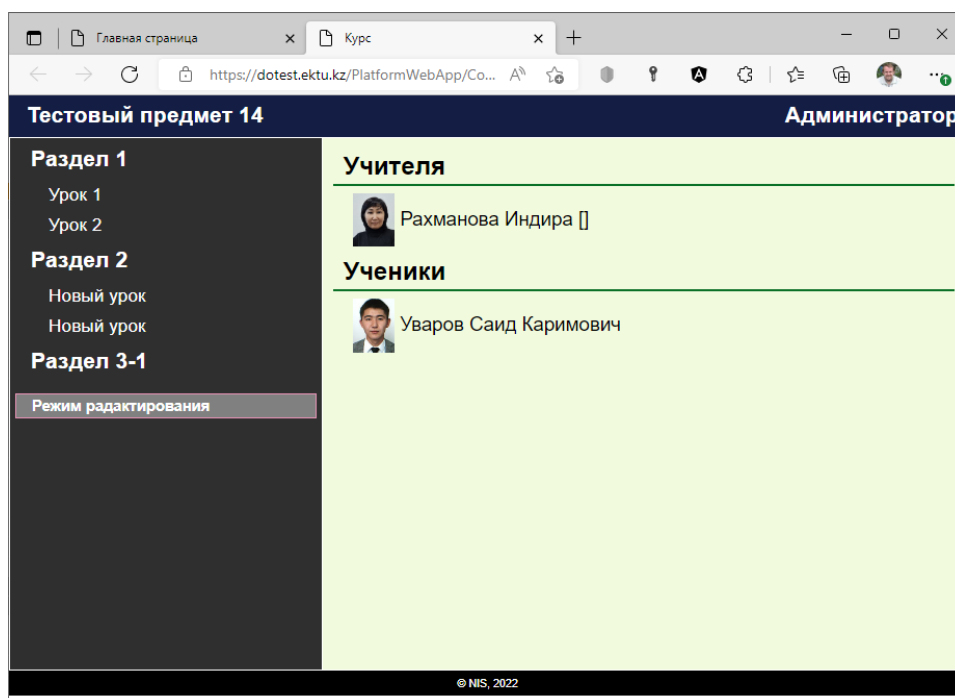 Главная страница
Курс
https://dotest.ektu.kz/PlatformWebApp/Co...
Тестовый предмет 14
Администратор
Раздел 1
Урок 1
Урок 2
Раздел 2
Новый урок
Новый урок
Раздел 3-1
Режим радактирования
Учителя
Рахманова Индира []
Ученики
Уваров Саид Каримович
© NIS, 2022